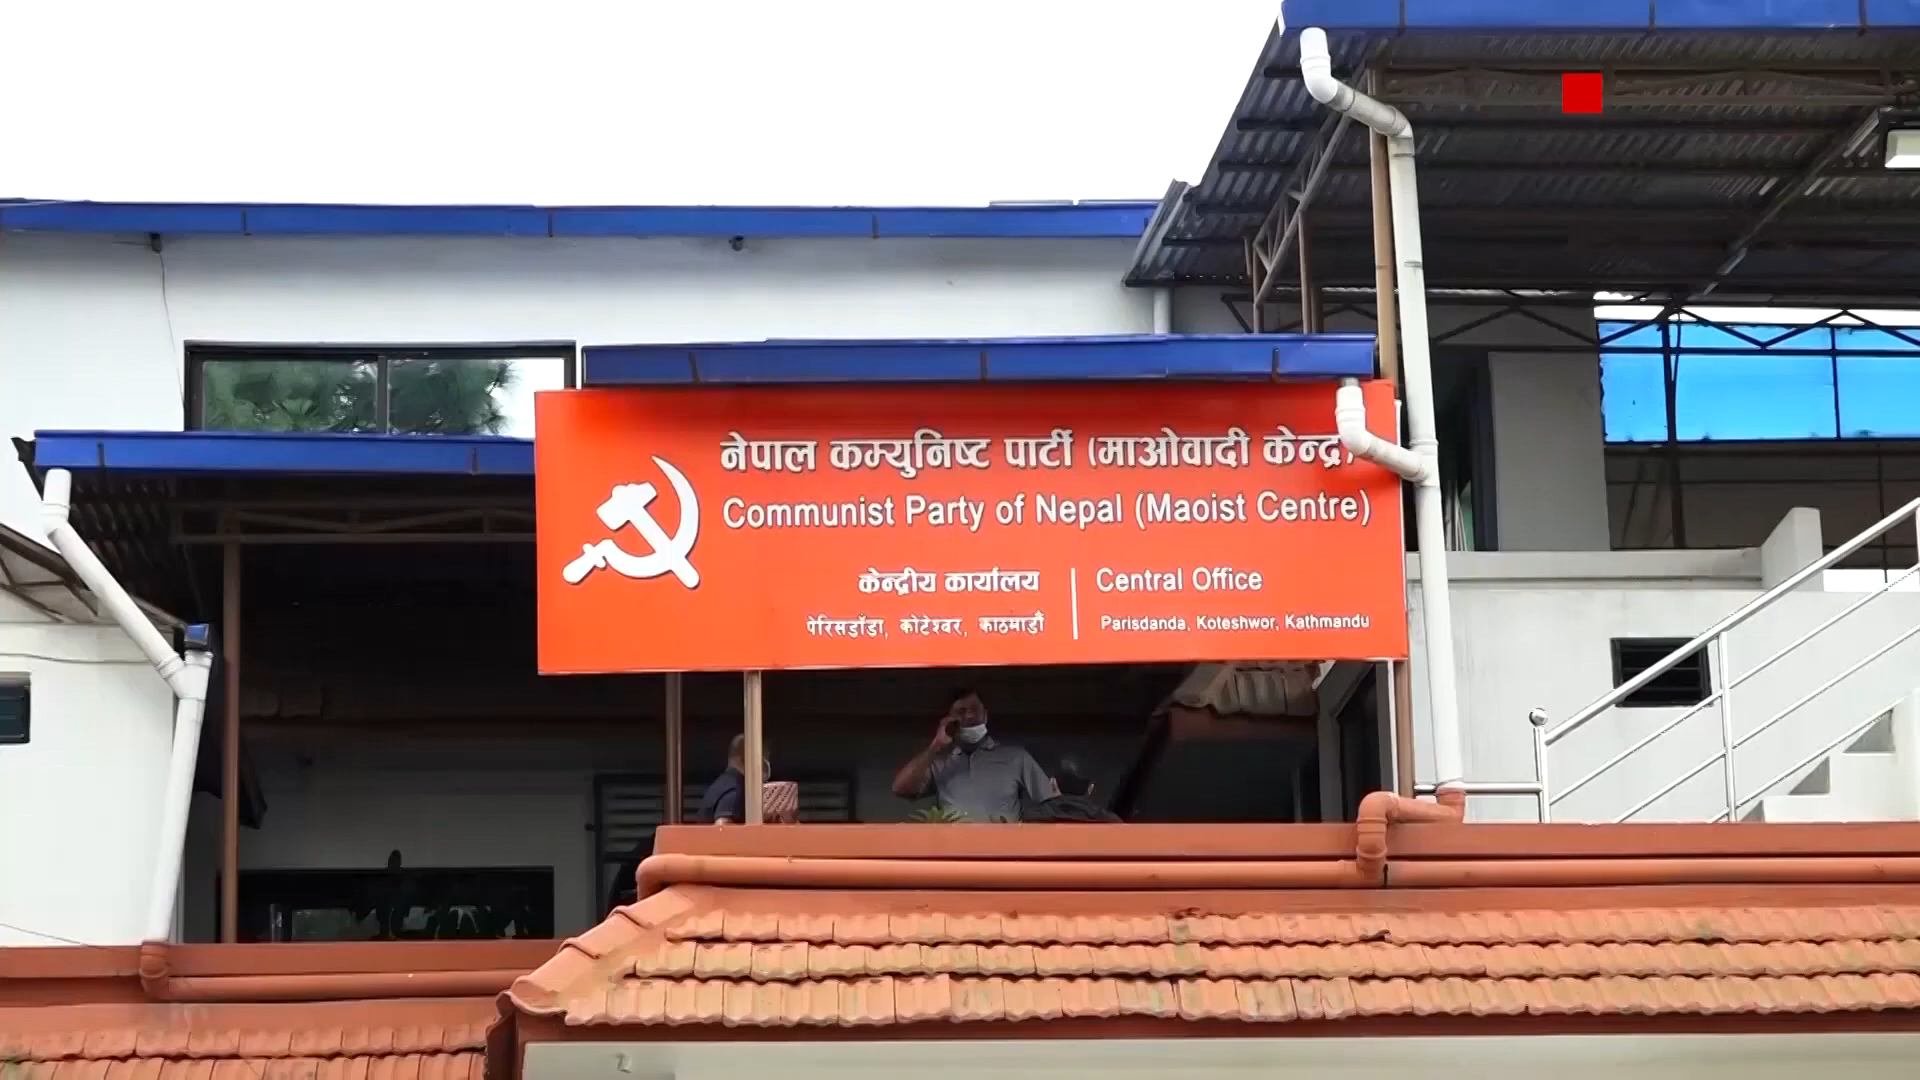 नेपाल कम्युनिष्ट पार्टी (माओवादी केन्द्र)
Communist Party of Nepal (Maoist Centre)
केन्द्रीय कार्यालय
पेरिसडाँडा, कोटेश्वर, काठमाडौं
Central Office
Parisdanda, Koteshwor, Kathmandu